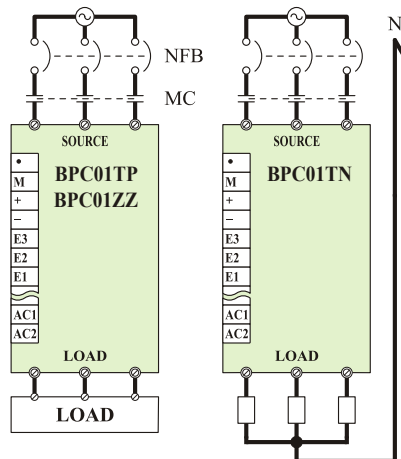 N
NFB
MC
SOURCE
BPC01TP
BPC01ZZ
•
M
+
−
E3
E2
E1
AC1
AC2
LOAD
LOAD
SOURCE
BPC01TN
•
M
+
−
E3
E2
E1
AC1
AC2
LOAD